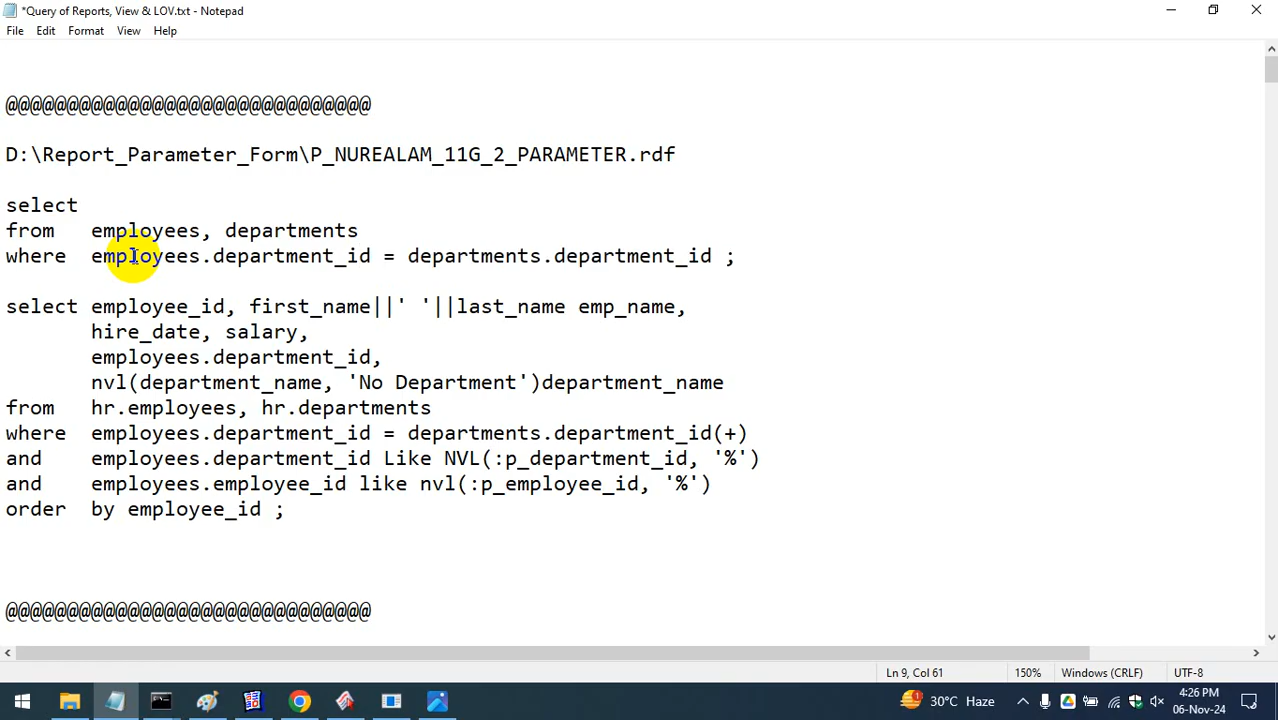 *Query of Reports, View & LOV.txt - Notepad
File Edit Format View Help
@@@@@@@@@@@@@@@@@@@@@@@@@@@@@@
D:\Report_Parameter_Form\P_NUREALAM_11G_2_PARAMETER.rdf
select
from   employees, departments
where  employees.department_id = departments.department_id ;
select employee_id, first_name||' '||last_name emp_name,
       hire_date, salary,
       employees.department_id,
       nvl(department_name, 'No Department')department_name
from   hr.employees, hr.departments
where  employees.department_id = departments.department_id(+)
and    employees.department_id Like NVL(:p_department_id, '%')
and    employees.employee_id like nvl(:p_employee_id, '%')
order  by employee_id ;
@@@@@@@@@@@@@@@@@@@@@@@@@@@@@@
Ln 9, Col 61 150% Windows (CRLF) UTF-8
30°C Haze 4:26 PM
06-Nov-24